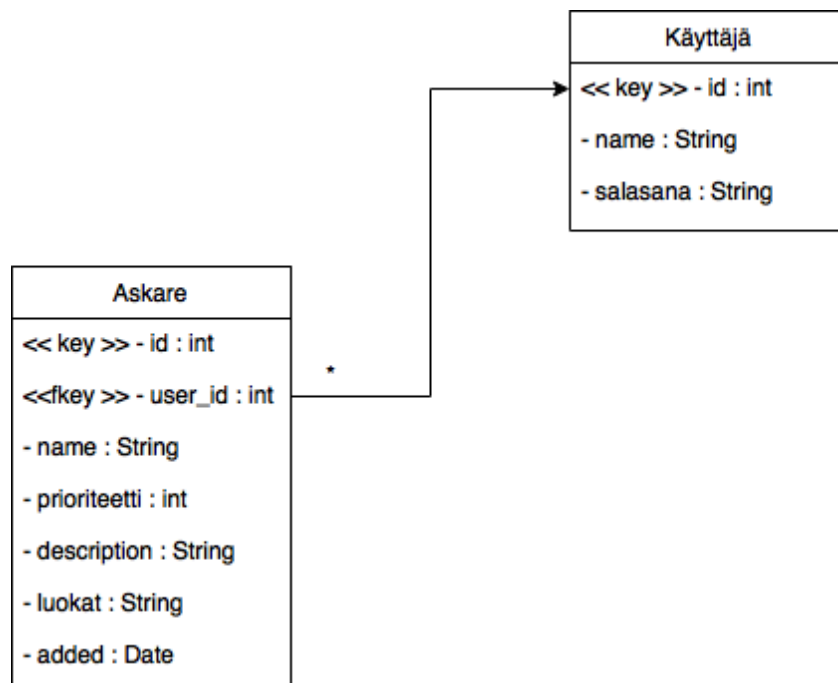 Käyttäjä
<< key >> - id : int
- name : String
- salasana : String
Askare
<< key >> - id : int
<<fkey >> - user_id : int
*
- name : String
- prioriteetti : int
- description : String
- luokat : String
- added : Date